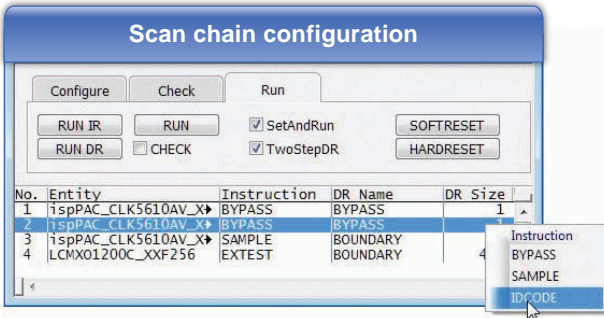 Scan chain configuration
Configure Check Run
RUN IR RUN SetAndRun SOFTRESET
RUN DR CHECK TwoStepDR HARDRESET
No. Entity Instruction DR Name DR Size
1 ispPAC_CLK5610AV_X BYPASS BYPASS 1
2 ispPAC_CLK5610AV_X BYPASS BYPASS 1
3 ispPAC_CLK5610AV_X SAMPLE BOUNDARY
4 LCMXO1200C_XXF256 EXTEST BOUNDARY 4
Instruction
BYPASS
SAMPLE
IDCODE